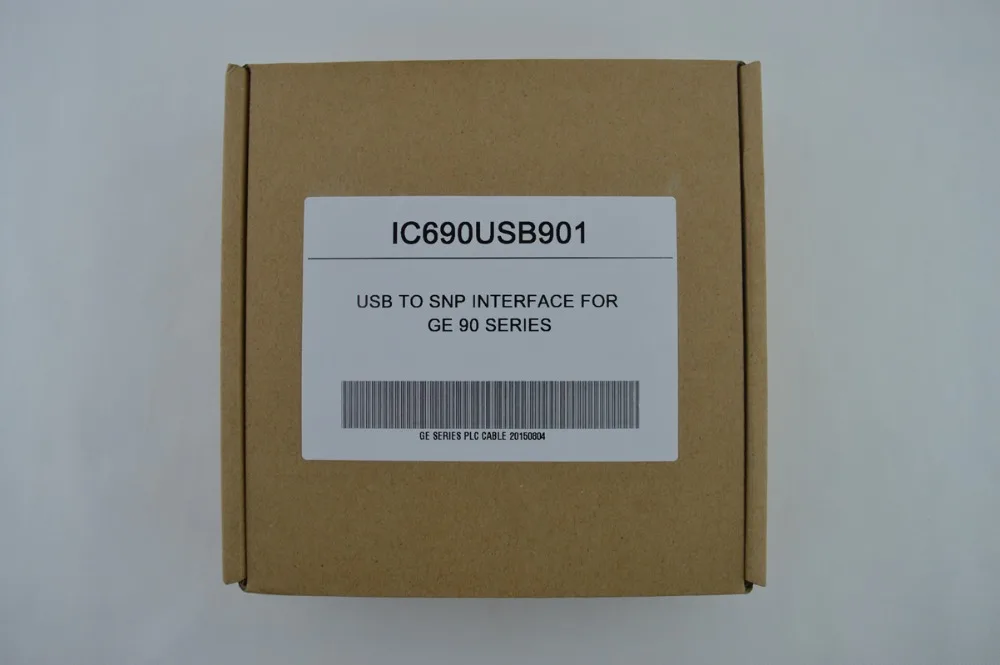 IC690USB901
USB TO SNP INTERFACE FOR
GE 90 SERIES
GE SERIES PLC CABLE 20150804